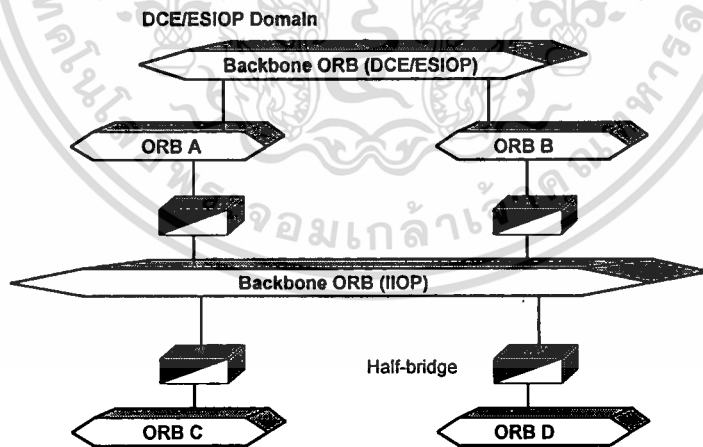 DCE/ESIOP Domain
Backbone ORB (DCE/ESIOP)
ORB A
ORB B
Backbone ORB (IIOP)
Half-bridge
ORB C
ORB D